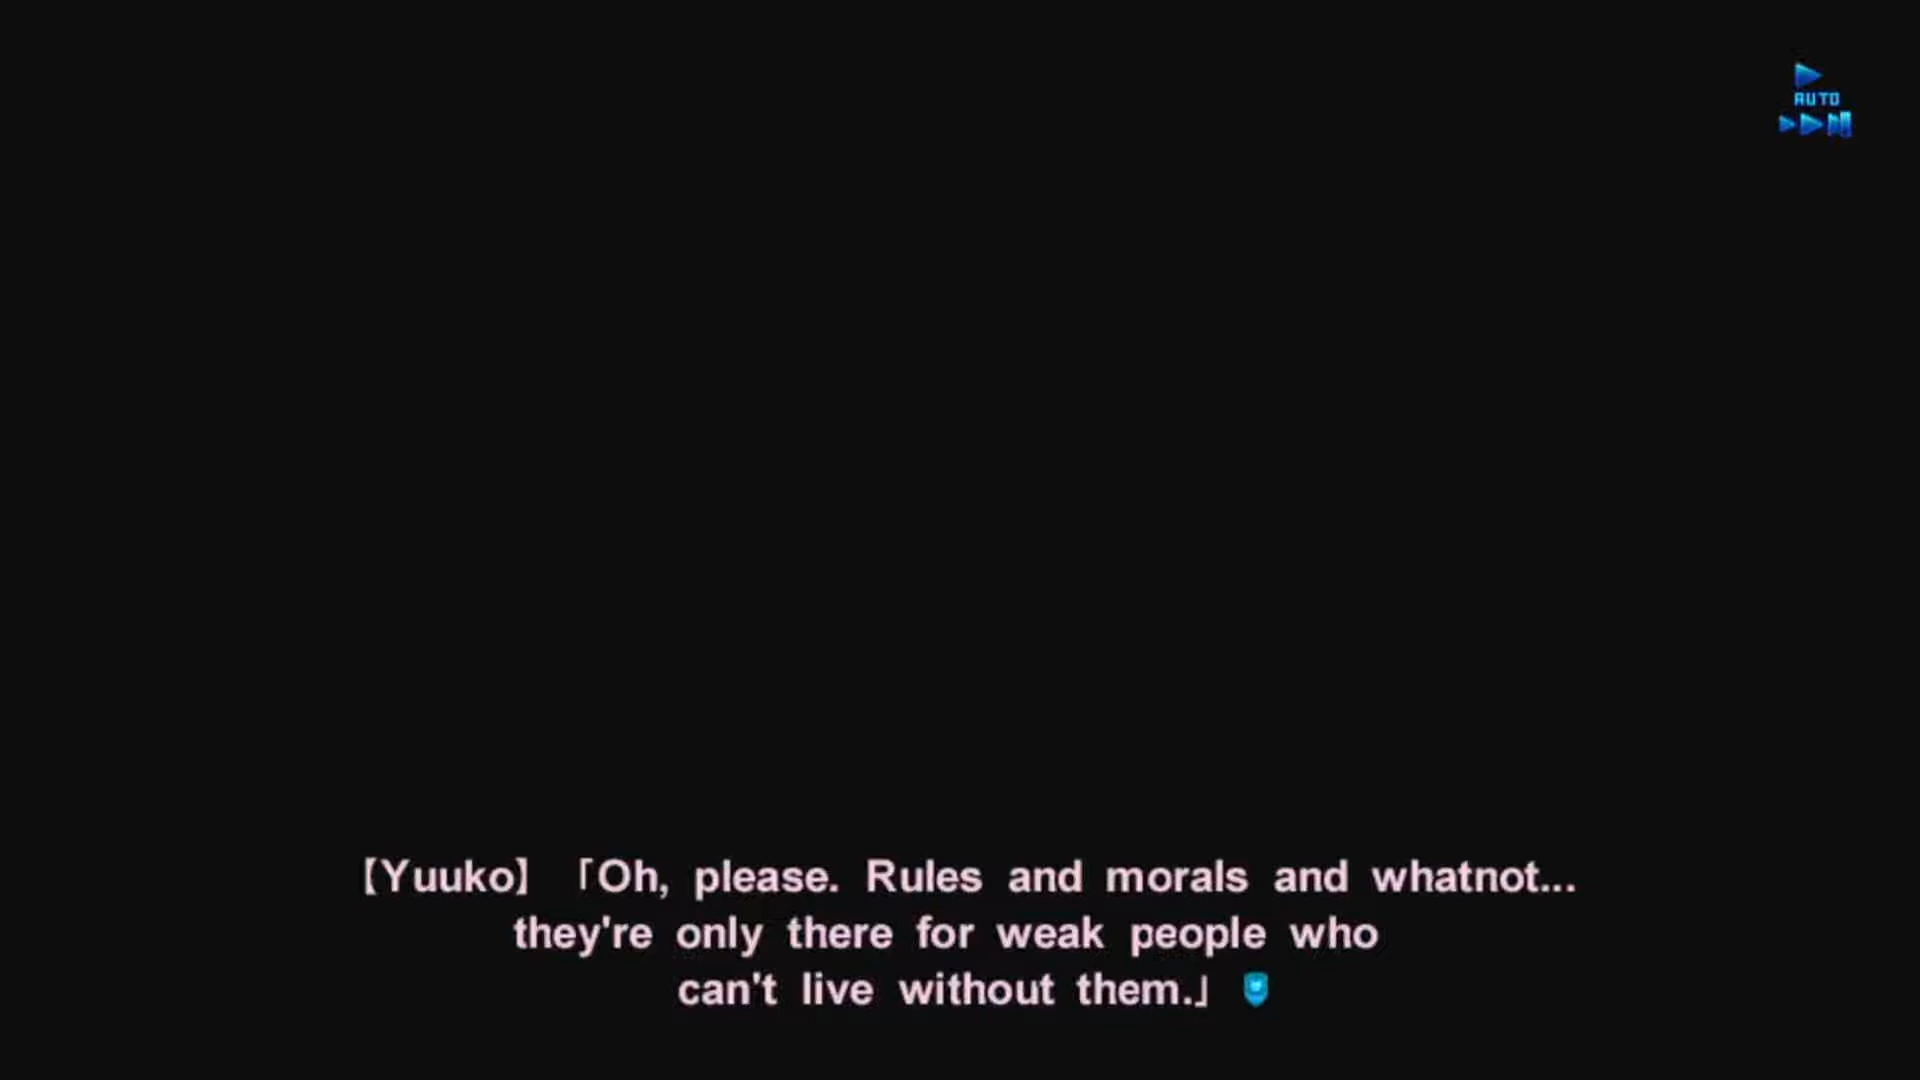 AUTO
【Yuuko】 「Oh, please. Rules and morals and whatnot...
they're only there for weak people who
can't live without them.」